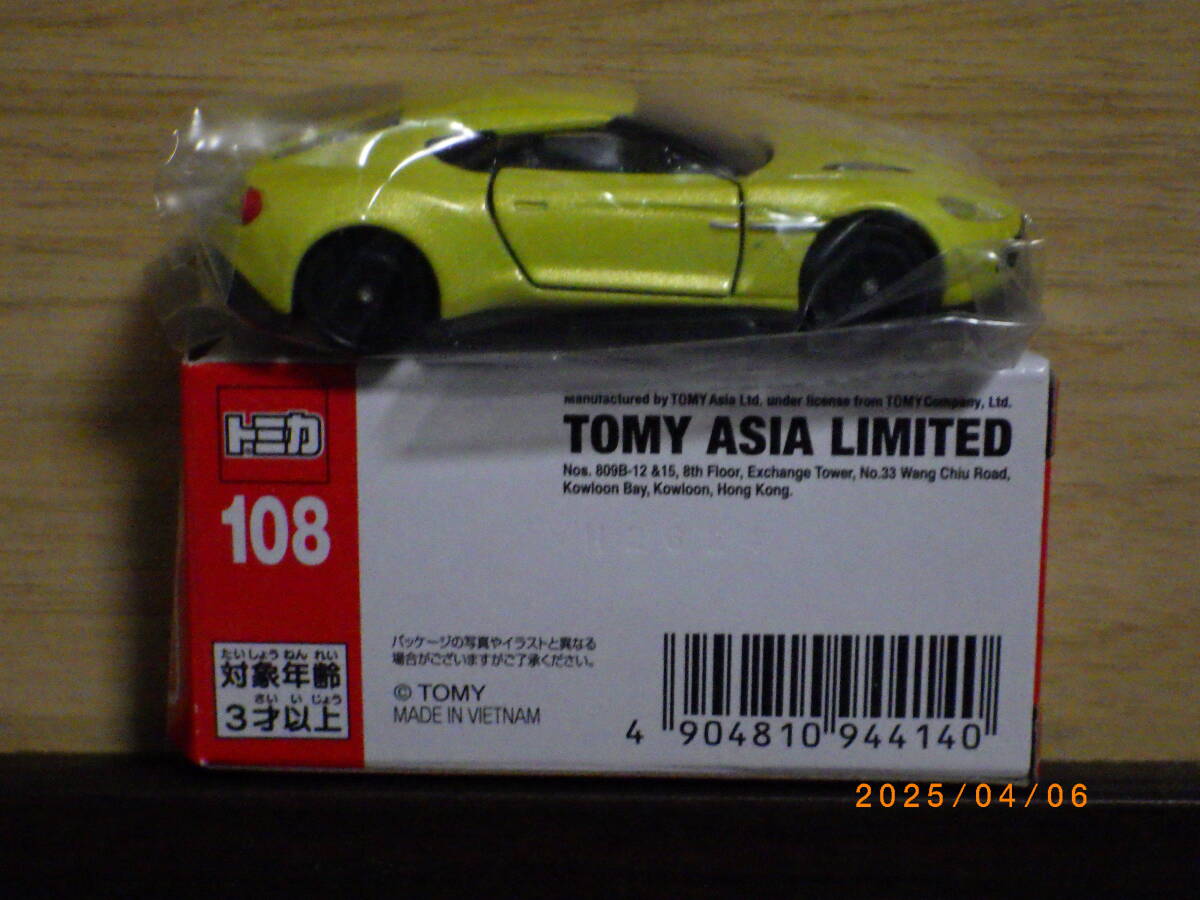 トミカ
108
たいしょうねんれい
対象年齢
さいいじょう
3才以上
manufactured by TOMY Asia Ltd. under license from TOMY Company, Ltd.
TOMY ASIA LIMITED
Nos. 809B-12 &15, 8th Floor, Exchange Tower, No.33 Wang Chiu Road,
Kowloon Bay, Kowloon, Hong Kong.
パッケージの写真やイラストと異なる
場合がございますがご了承ください。
© TOMY
MADE IN VIETNAM
4 904810 944140
2025/04/06